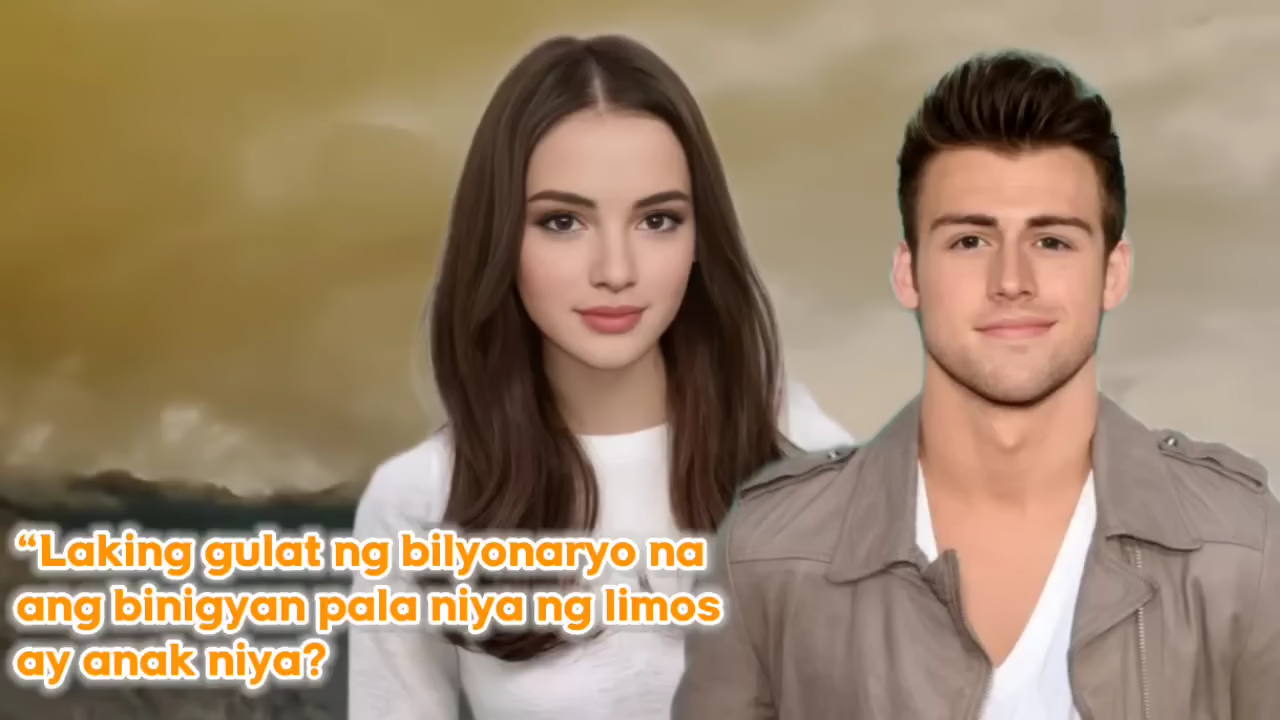 “Laking gulat ng bilyonaryo na
ang binigyan pala niya ng limos
ay anak niya?